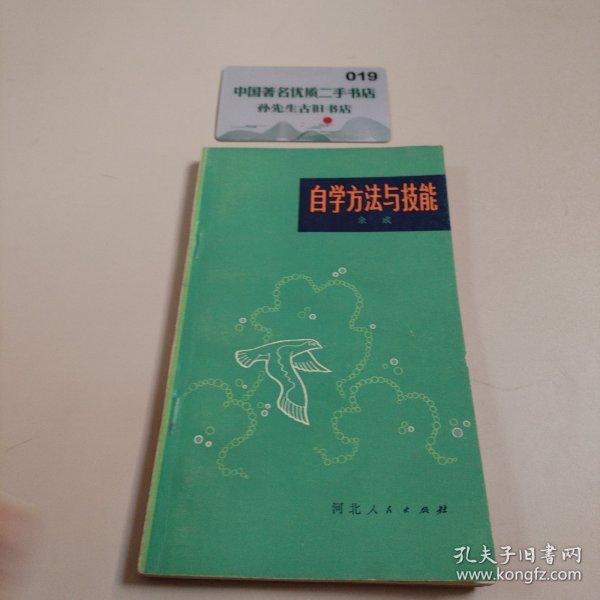 019
中国著名优质二手书店
孙先生古旧书店
自学方法与技能
余成
河北人民出版社
孔夫子旧书网
www.kongfz.com